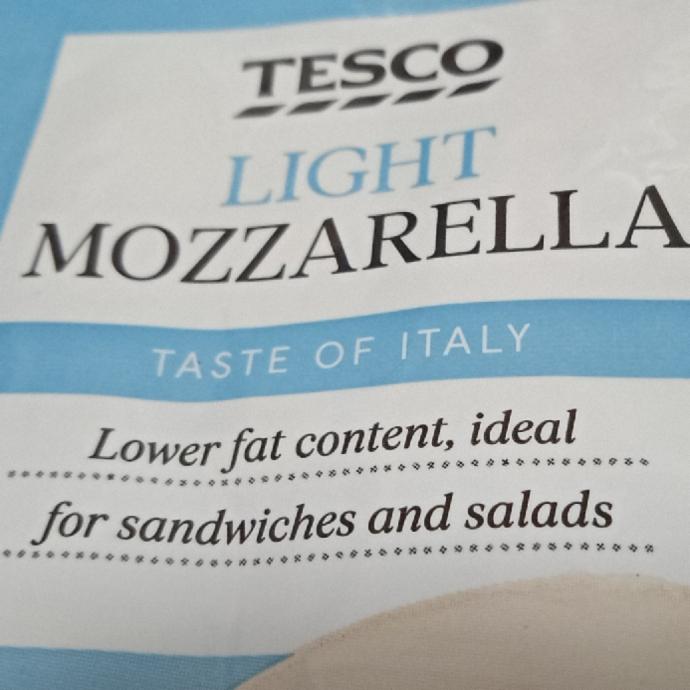 TESCO
LIGHT
MOZZARELLA
TASTE OF ITALY
Lower fat content, ideal
for sandwiches and salads